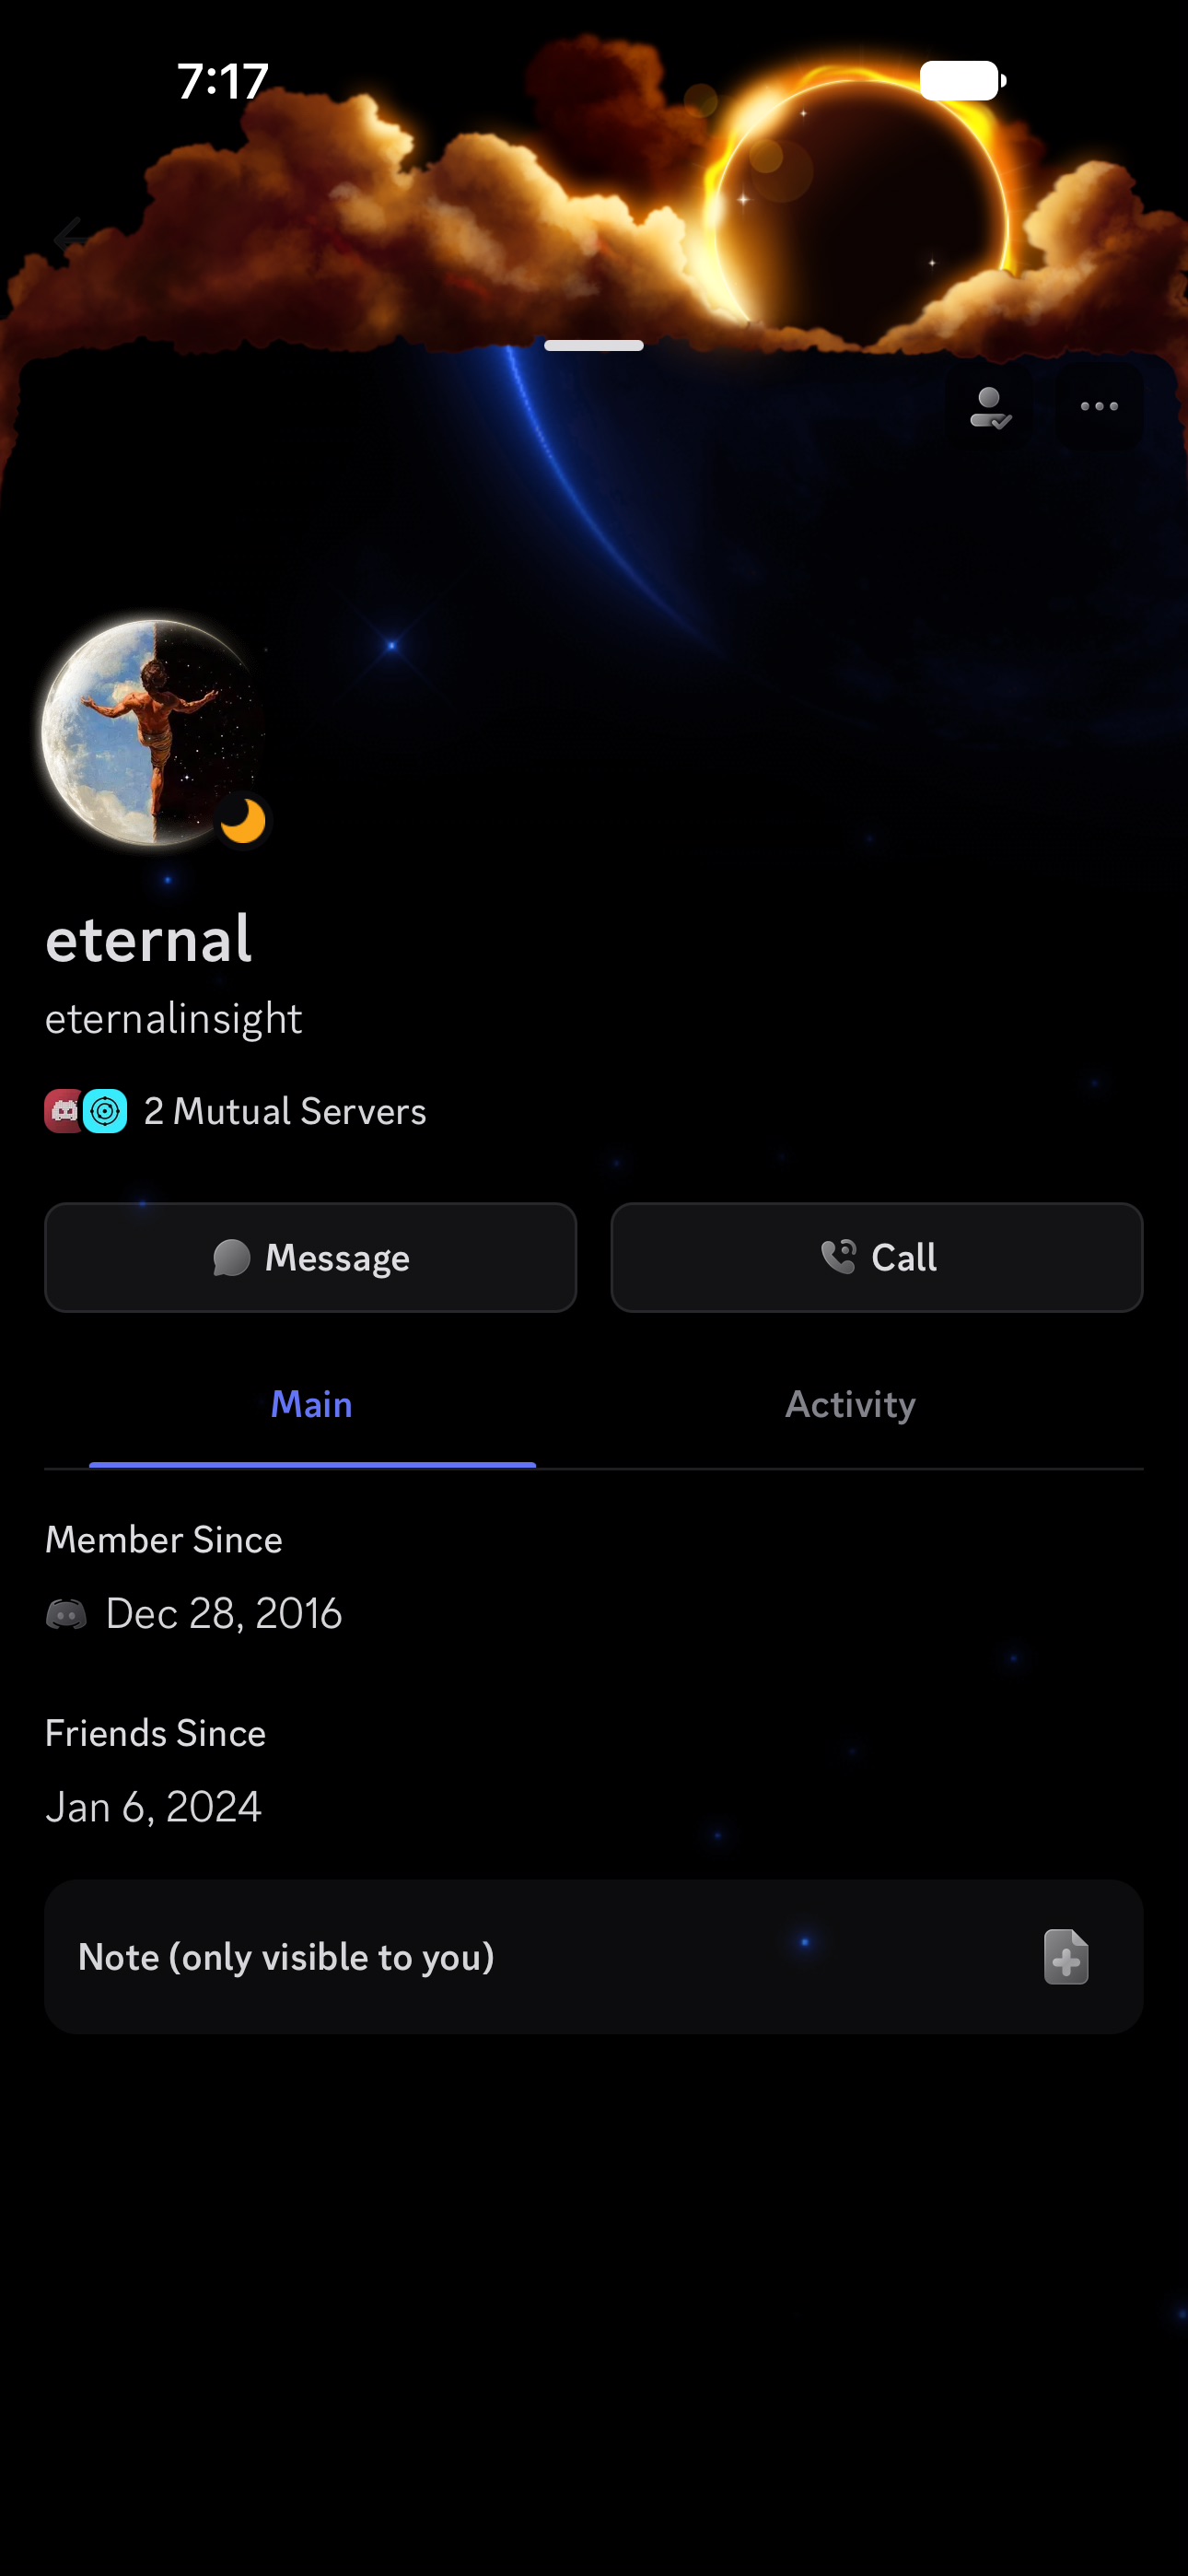 7:17
eternal
eternalinsight
2 Mutual Servers
Message
Call
Main
Activity
Member Since
Dec 28, 2016
Friends Since
Jan 6, 2024
Note (only visible to you)